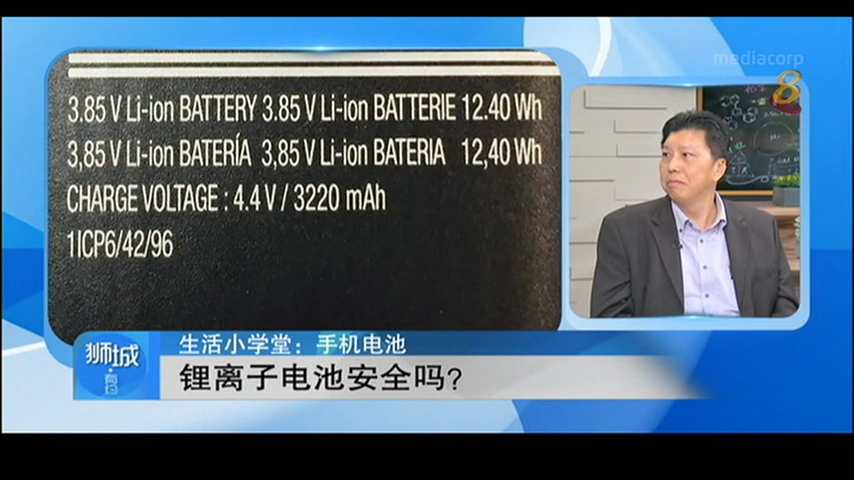 mediacorp
8
3.85 V Li-ion BATTERY 3.85 V Li-ion BATTERIE 12.40 Wh
3,85 V Li-ion BATERÍA 3,85 V Li-ion BATERIA 12,40 Wh
CHARGE VOLTAGE : 4.4 V / 3220 mAh
1ICP6/42/96
狮城
生活小学堂：手机电池
锂离子电池安全吗?